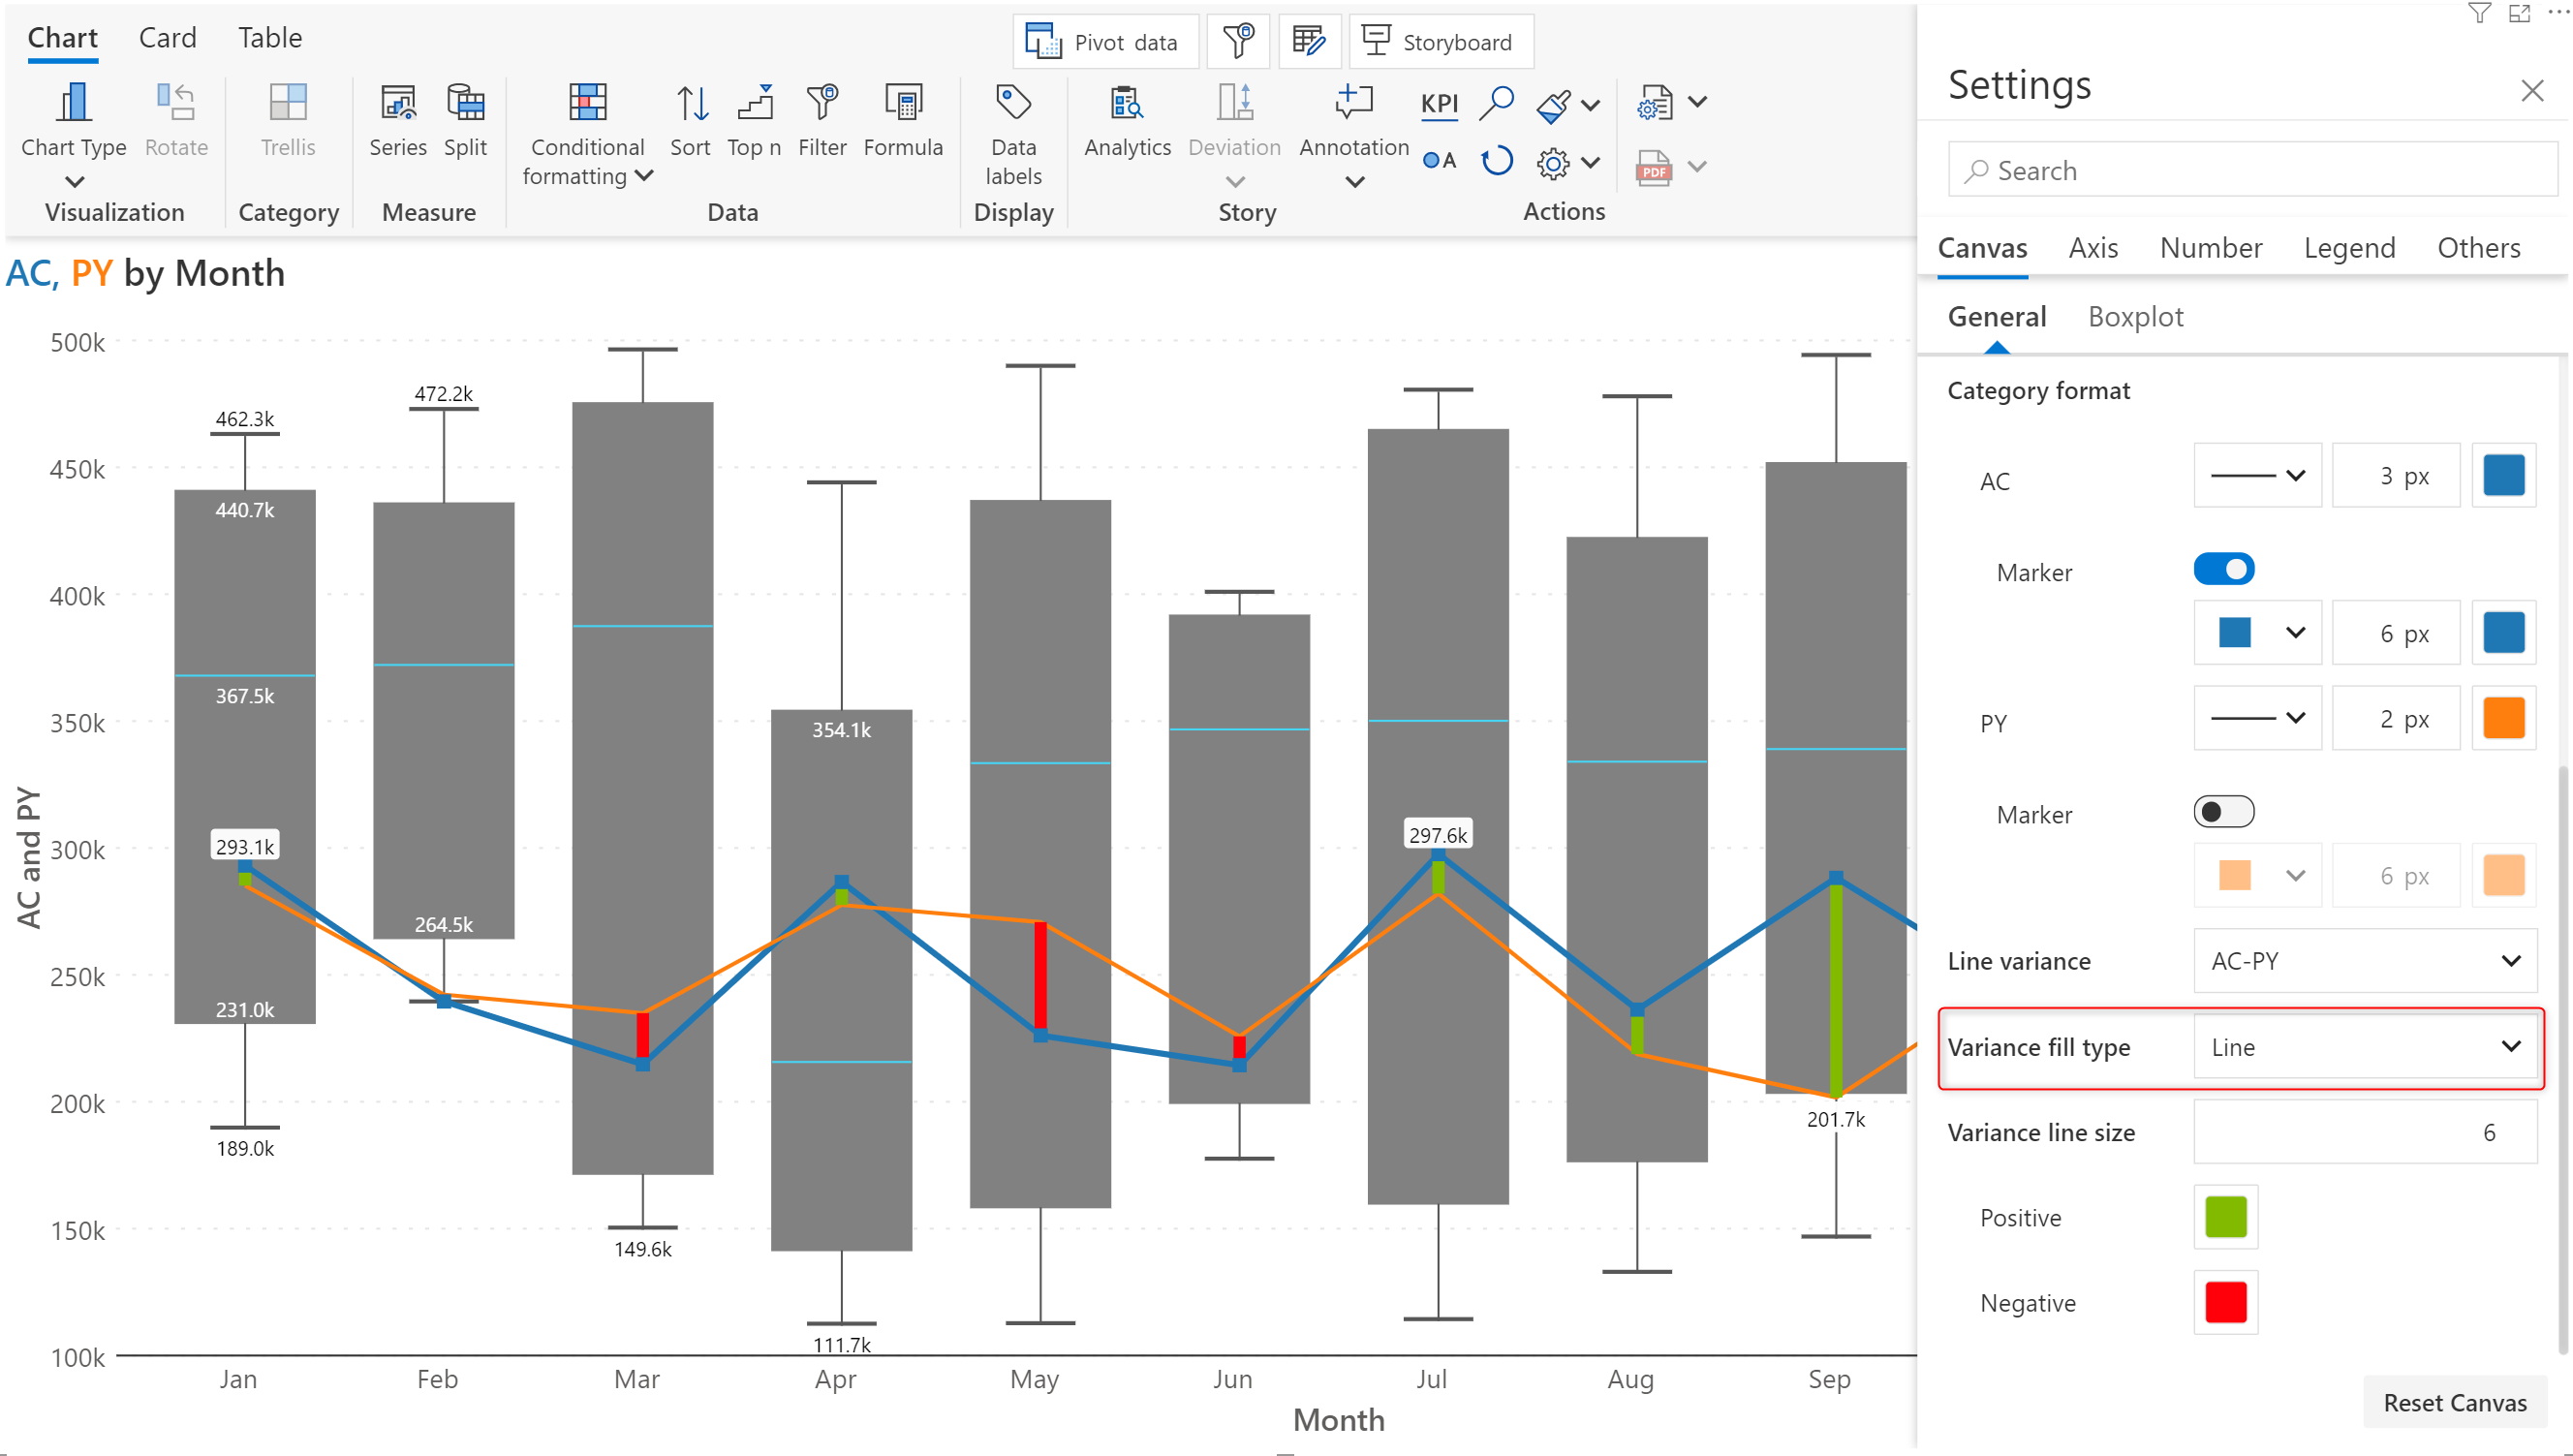 Chart Card Table
Pivot data
Storyboard
Chart Type
Rotate
Visualization
Trellis
Category
Series
Split
Measure
Conditional
formatting
Sort
Top n
Filter
Formula
Data
Data
labels
Display
Analytics
Deviation
Annotation
Story
KPI
A
PDF
Actions
AC, PY by Month
AC and PY
500k
450k
400k
350k
300k
250k
200k
150k
100k
462.3k
440.7k
367.5k
293.1k
231.0k
189.0k
472.2k
264.5k
149.6k
354.1k
111.7k
297.6k
201.7k
Jan Feb Mar Apr May Jun Jul Aug Sep
Month
Settings
Search
Canvas Axis Number Legend Others
General Boxplot
Category format
AC 3 px
Marker
6 px
PY 2 px
Marker
6 px
Line variance AC-PY
Variance fill type Line
Variance line size 6
Positive
Negative
Reset Canvas